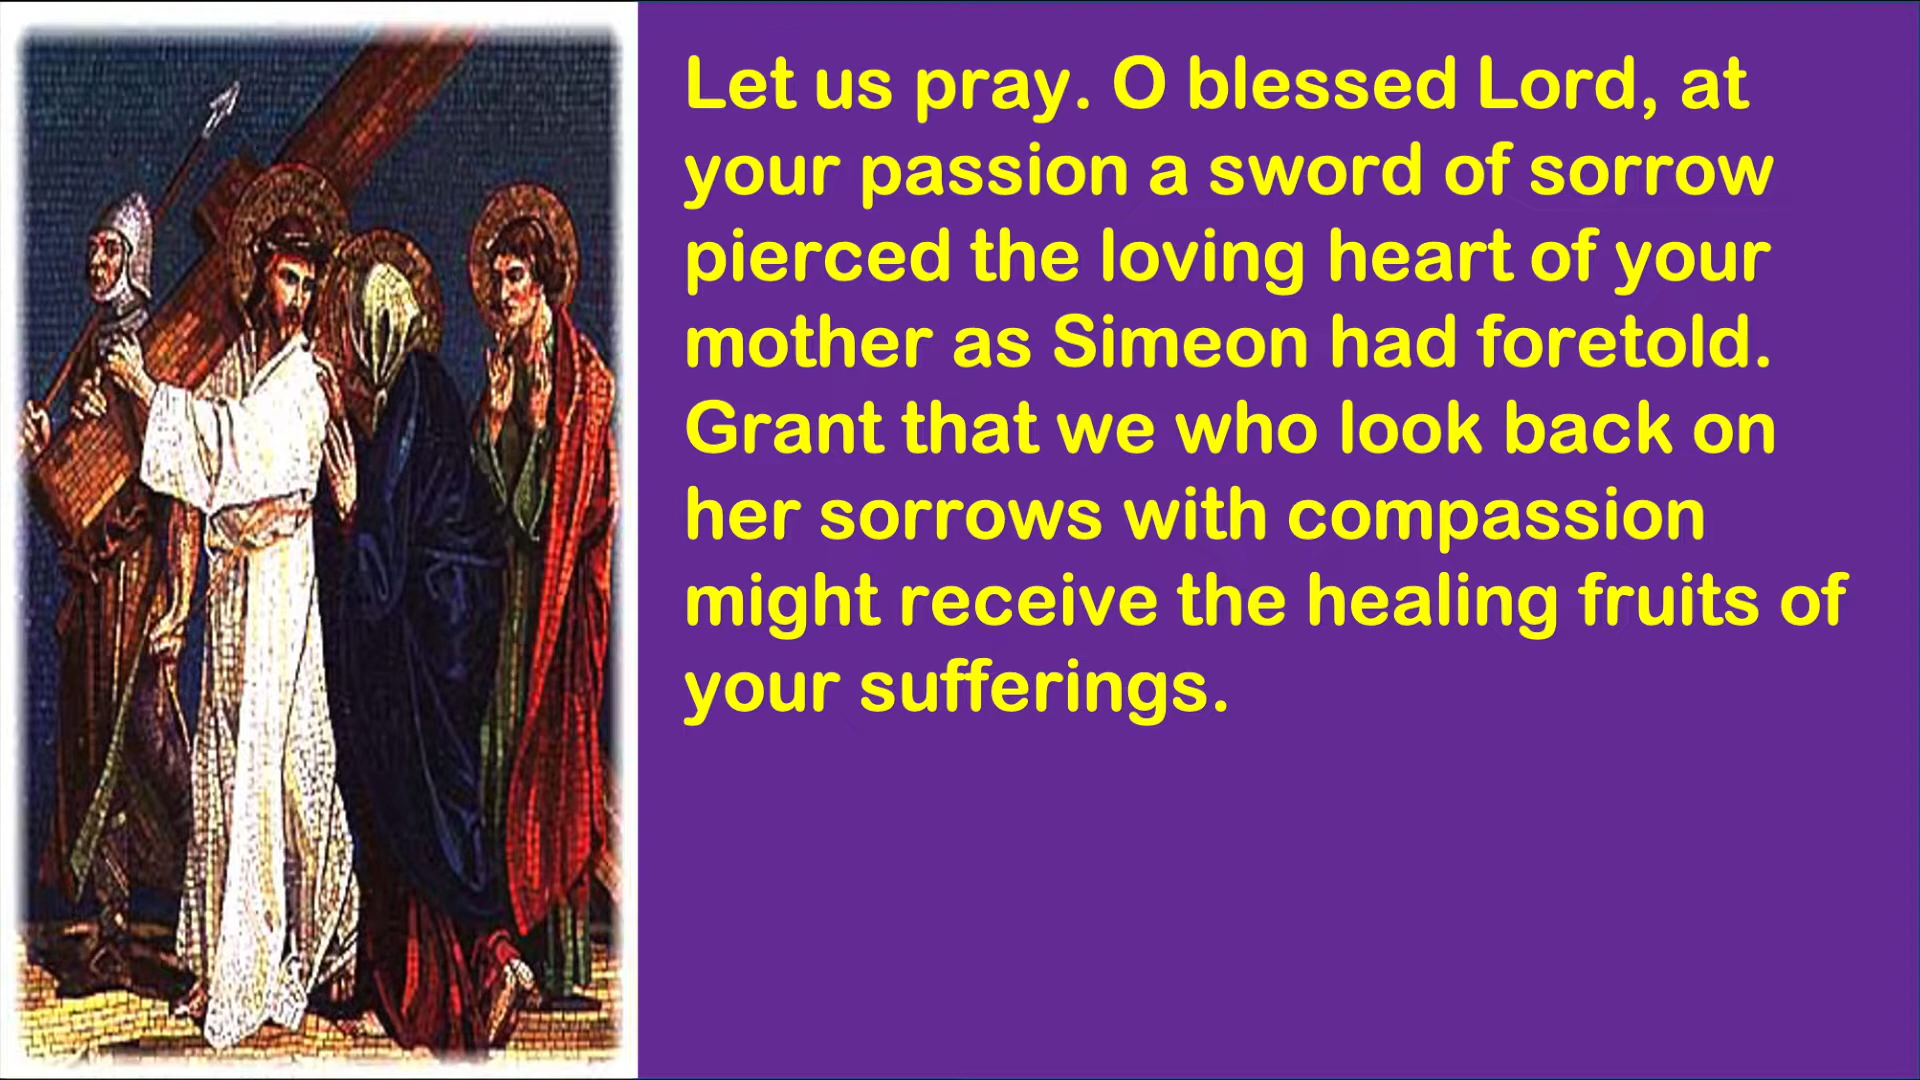 Let us pray. O blessed Lord, at
your passion a sword of sorrow
pierced the loving heart of your
mother as Simeon had foretold.
Grant that we who look back on
her sorrows with compassion
might receive the healing fruits of
your sufferings.